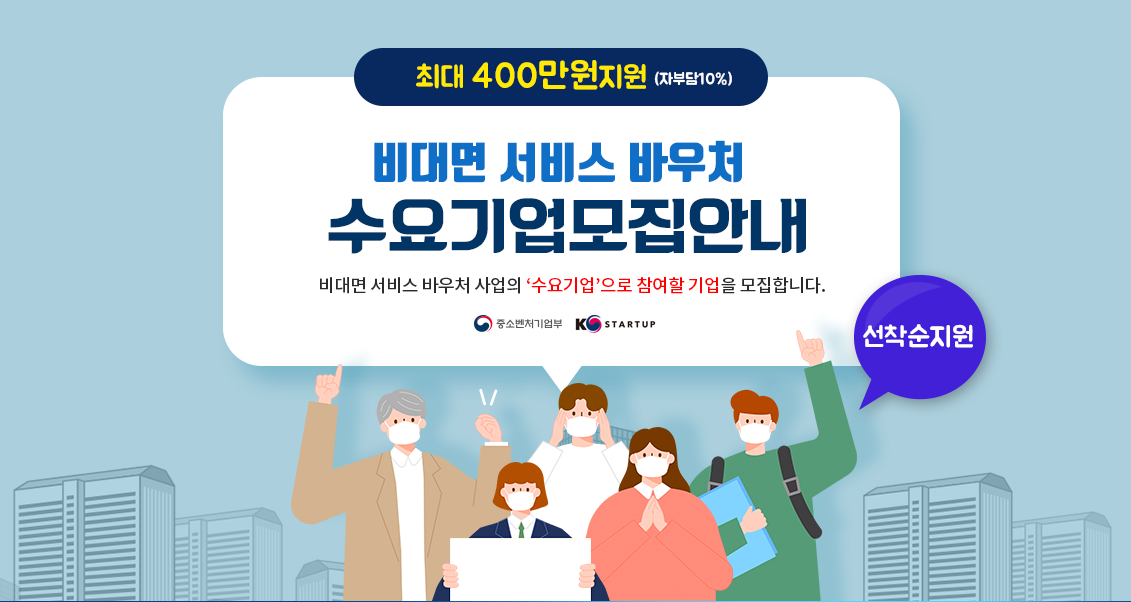 최대 400만원지원 (자부담10%)
비대면 서비스 바우처
수요기업모집안내
비대면 서비스 바우처 사업의 ‘수요기업’으로 참여할 기업을 모집합니다.
중소벤처기업부 KO STARTUP
선착순지원